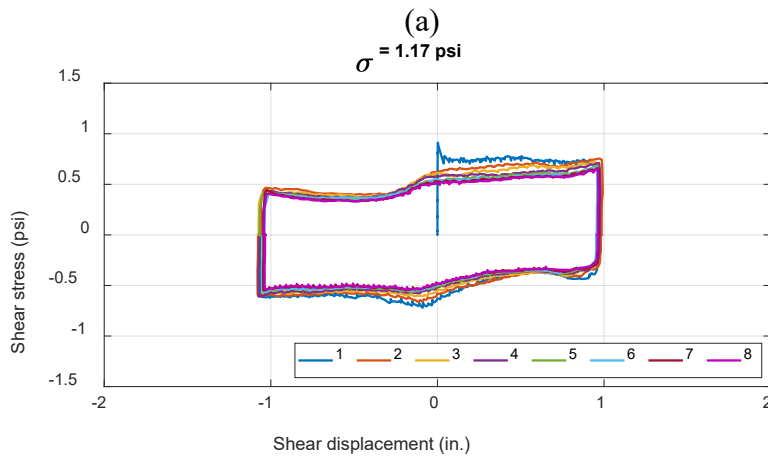 (a)
σ = 1.17 psi
1.5
1
0.5
0
-0.5
-1
-1.5
Shear stress (psi)
1 2 3 4 5 6 7 8
-2 -1 0 1 2
Shear displacement (in.)